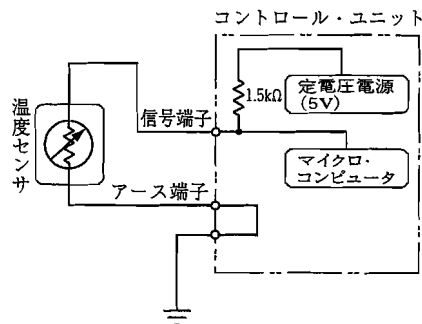 コントロール・ユニット
定電圧電源
(5V)
1.5kΩ
信号端子
温度センサ
マイクロ・
コンピュータ
アース端子